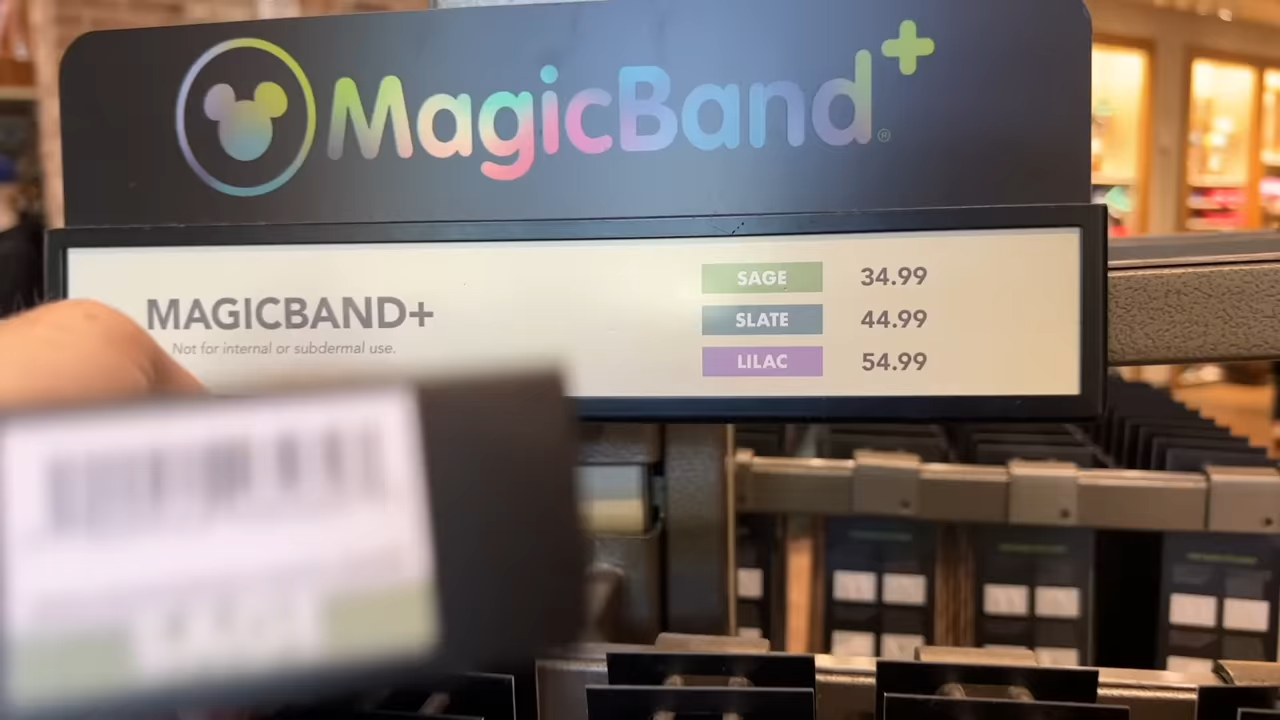 MagicBand+®
MAGICBAND+
Not for internal or subdermal use.
SAGE 34.99
SLATE 44.99
LILAC 54.99